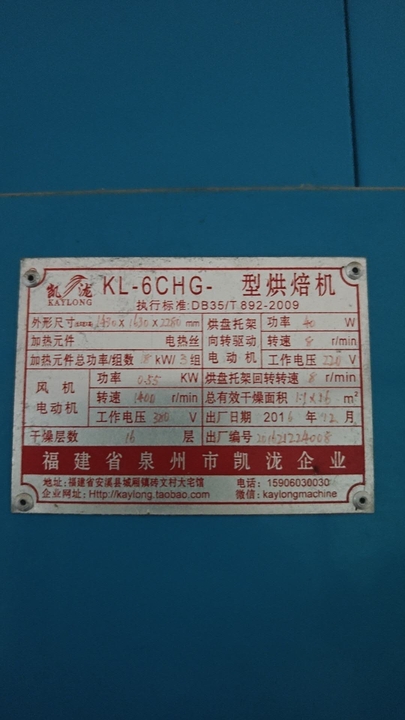 凯 泷 KL-6CHG- 型烘焙机
KAYLONG
执行标准:DB35/T 892-2009
外形尺寸 1430 x 1630 x 2280 mm
烘盘托架 功率 40 W
加热元件 电热丝
向转驱动 转速 8 r/min
加热元件总功率/组数 18 kW/ 3 组
电动机 工作电压 220 V
风机 功率 0.55 KW
烘盘托架回转转速 8 r/min
电动机 转速 1400 r/min
总有效干燥面积 m²
工作电压 380 V
出厂日期 2016 年 12 月
干燥层数 16 层
出厂编号 201621224008
福建省泉州市凯泷企业
地址:福建省安溪县城厢镇砖文村大宅馆 电话: 15906030030
企业网址:Http://kaylong.taobao.com 微信: kaylongmachine